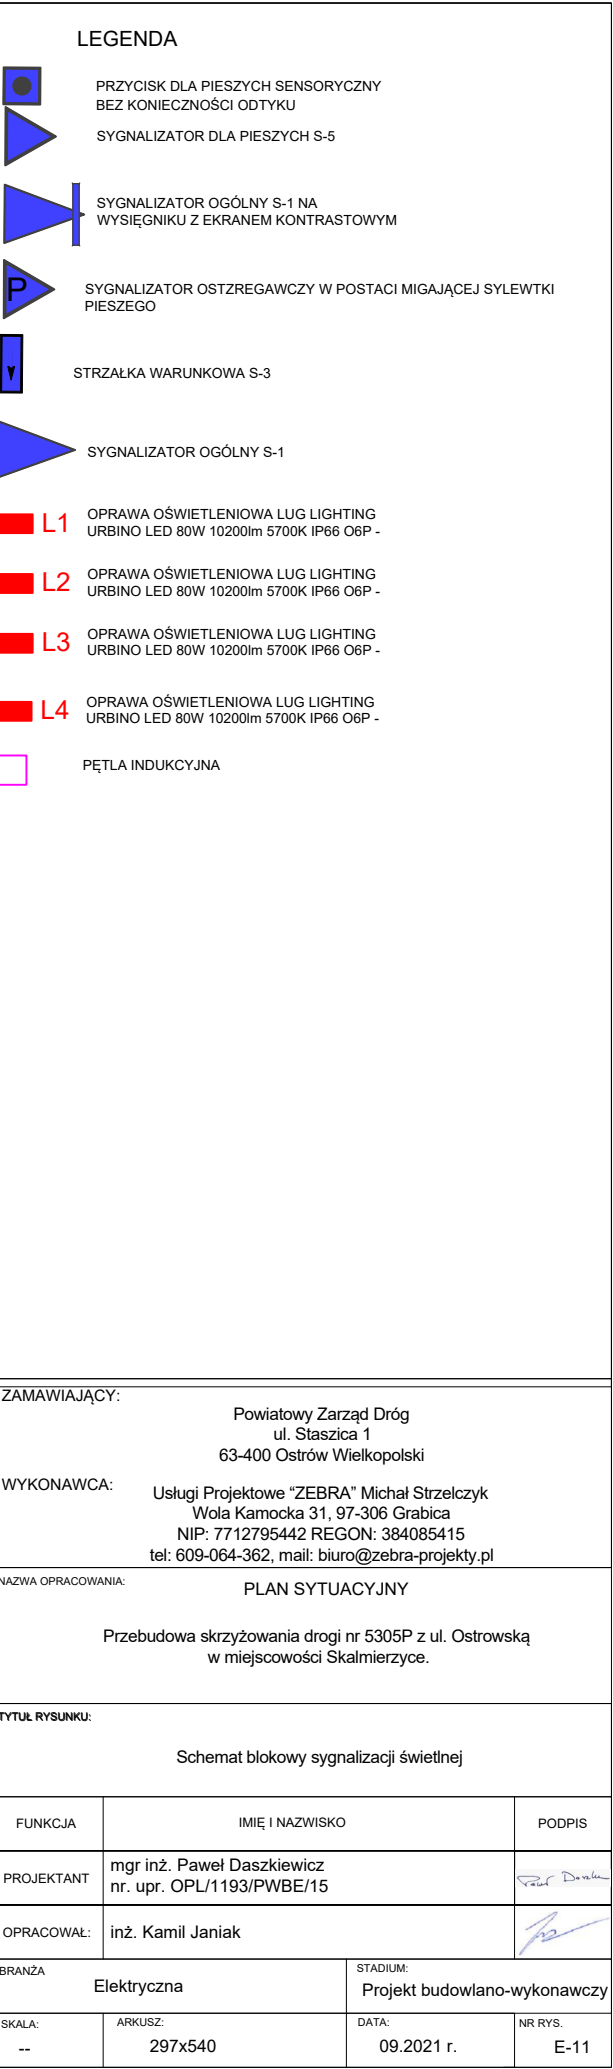 LEGENDA
PRZYCISK DLA PIESZYCH SENSORYCZNY
BEZ KONIECZNOŚCI ODTYKU
SYGNALIZATOR DLA PIESZYCH S-5
SYGNALIZATOR OGÓLNY S-1 NA
WYSIĘGNIKU Z EKRANEM KONTRASTOWYM
P
SYGNALIZATOR OSTZREGAWCZY W POSTACI MIGAJĄCEJ SYLEWTKI
PIESZEGO
STRZAŁKA WARUNKOWA S-3
SYGNALIZATOR OGÓLNY S-1
L1 OPRAWA OŚWIETLENIOWA LUG LIGHTING
URBINO LED 80W 10200lm 5700K IP66 O6P -
L2 OPRAWA OŚWIETLENIOWA LUG LIGHTING
URBINO LED 80W 10200lm 5700K IP66 O6P -
L3 OPRAWA OŚWIETLENIOWA LUG LIGHTING
URBINO LED 80W 10200lm 5700K IP66 O6P -
L4 OPRAWA OŚWIETLENIOWA LUG LIGHTING
URBINO LED 80W 10200lm 5700K IP66 O6P -
PĘTLA INDUKCYJNA
ZAMAWIAJĄCY:
Powiatowy Zarząd Dróg
ul. Staszica 1
63-400 Ostrów Wielkopolski
WYKONAWCA:
Usługi Projektowe “ZEBRA” Michał Strzelczyk
Wola Kamocka 31, 97-306 Grabica
NIP: 7712795442 REGON: 384085415
tel: 609-064-362, mail: biuro@zebra-projekty.pl
NAZWA OPRACOWANIA:
PLAN SYTUACYJNY
Przebudowa skrzyżowania drogi nr 5305P z ul. Ostrowską
w miejscowości Skalmierzyce.
TYTUŁ RYSUNKU:
Schemat blokowy sygnalizacji świetlnej
FUNKCJA IMIĘ I NAZWISKO PODPIS
PROJEKTANT mgr inż. Paweł Daszkiewicz
nr. upr. OPL/1193/PWBE/15
OPRACOWAŁ: inż. Kamil Janiak
BRANŻA STADIUM:
Elektryczna Projekt budowlano-wykonawczy
SKALA: ARKUSZ: DATA: NR RYS.
-- 297x540 09.2021 r. E-11